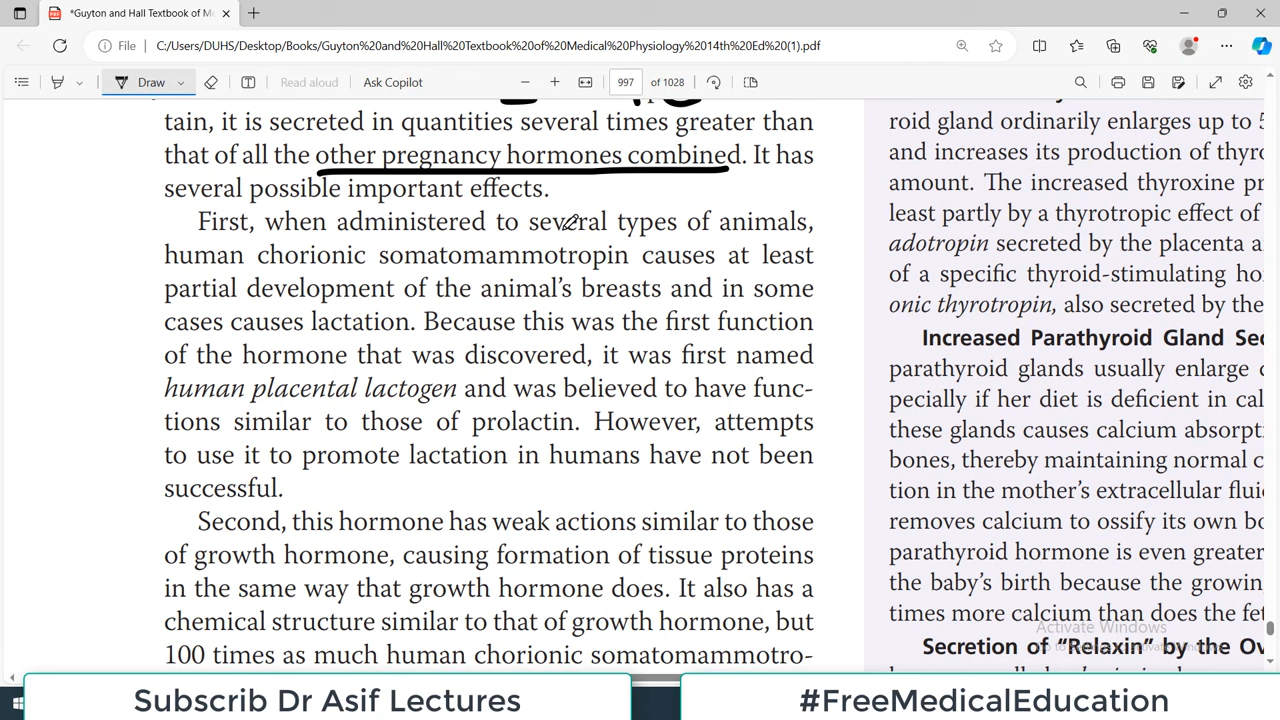 *Guyton and Hall Textbook of Me
File
C:/Users/DUHS/Desktop/Books/Guyton%20and%20Hall%20Textbook%20of%20Medical%20Physiology%2014th%20Ed%20(1).pdf
Draw
Read aloud
Ask Copilot
997
of 1028
tain, it is secreted in quantities several times greater than
that of all the other pregnancy hormones combined. It has
several possible important effects.
First, when administered to several types of animals,
human chorionic somatomammotropin causes at least
partial development of the animal's breasts and in some
cases causes lactation. Because this was the first function
of the hormone that was discovered, it was first named
human placental lactogen and was believed to have func-
tions similar to those of prolactin. However, attempts
to use it to promote lactation in humans have not been
successful.
Second, this hormone has weak actions similar to those
of growth hormone, causing formation of tissue proteins
in the same way that growth hormone does. It also has a
chemical structure similar to that of growth hormone, but
100 times as much human chorionic somatomammotro-
roid gland ordinarily enlarges up to 5
and increases its production of thyro
amount. The increased thyroxine pr
least partly by a thyrotropic effect of
adotropin secreted by the placenta a
of a specific thyroid-stimulating ho
onic thyrotropin, also secreted by the
Increased Parathyroid Gland Sec
parathyroid glands usually enlarge d
pecially if her diet is deficient in cal
these glands causes calcium absorpt
bones, thereby maintaining normal c
tion in the mother's extracellular flui
removes calcium to ossify its own bo
parathyroid hormone is even greater
the baby's birth because the growin
times more calcium than does the fet
Activate Windows
Secretion of "Relaxin" by the Ov
Subscrib Dr Asif Lectures
#FreeMedicalEducation